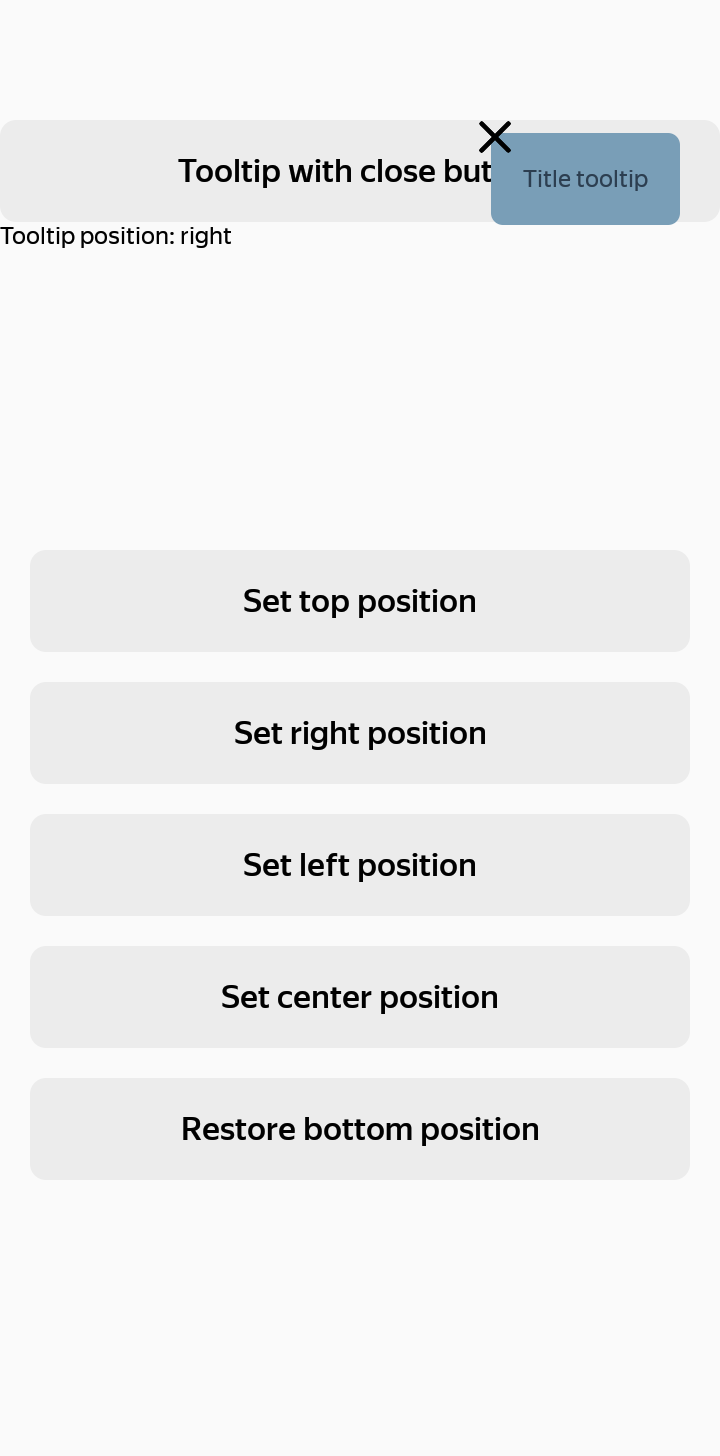 Tooltip with close but
Title tooltip
Tooltip position: right
Set top position
Set right position
Set left position
Set center position
Restore bottom position